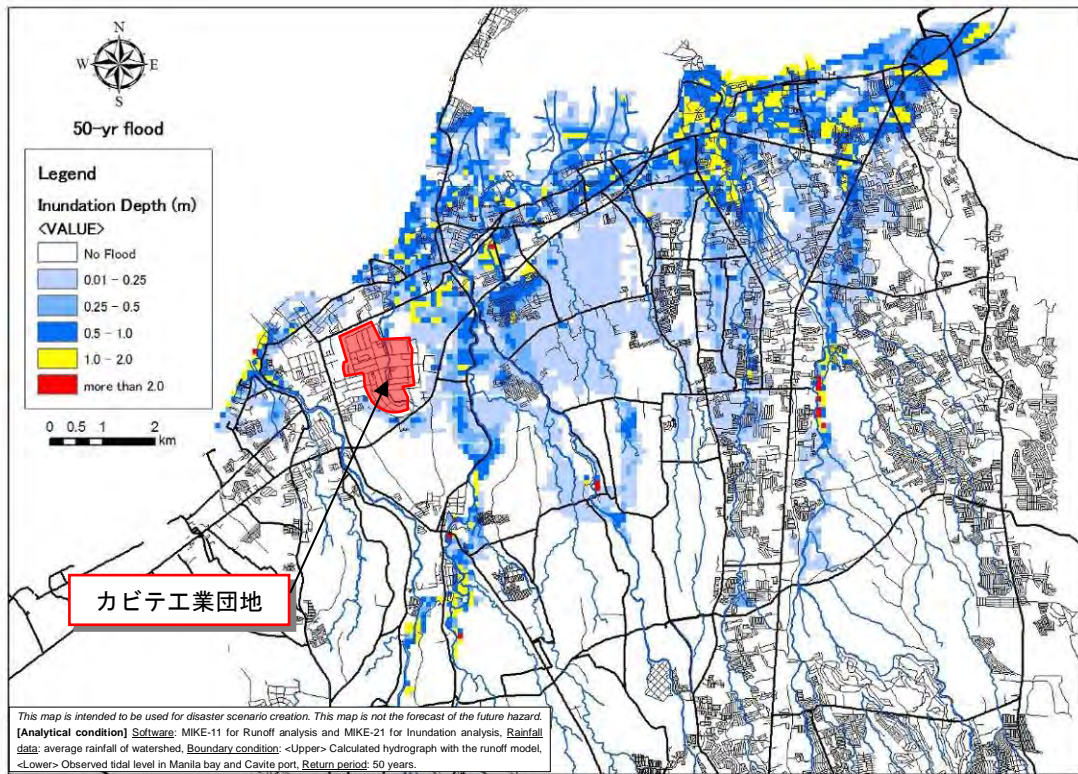 N
W E
S
50-yr flood
Legend
Inundation Depth (m)
<VALUE>
No Flood
0.01 - 0.25
0.25 - 0.5
0.5 - 1.0
1.0 - 2.0
more than 2.0
0 0.5 1 2
km
カビテ工業団地
This map is intended to be used for disaster scenario creation. This map is not the forecast of the future hazard.
[Analytical condition] Software: MIKE-11 for Runoff analysis and MIKE-21 for Inundation analysis, Rainfall
data: average rainfall of watershed, Boundary condition: <Upper> Calculated hydrograph with the runoff model,
<Lower> Observed tidal level in Manila bay and Cavite port, Return period: 50 years.